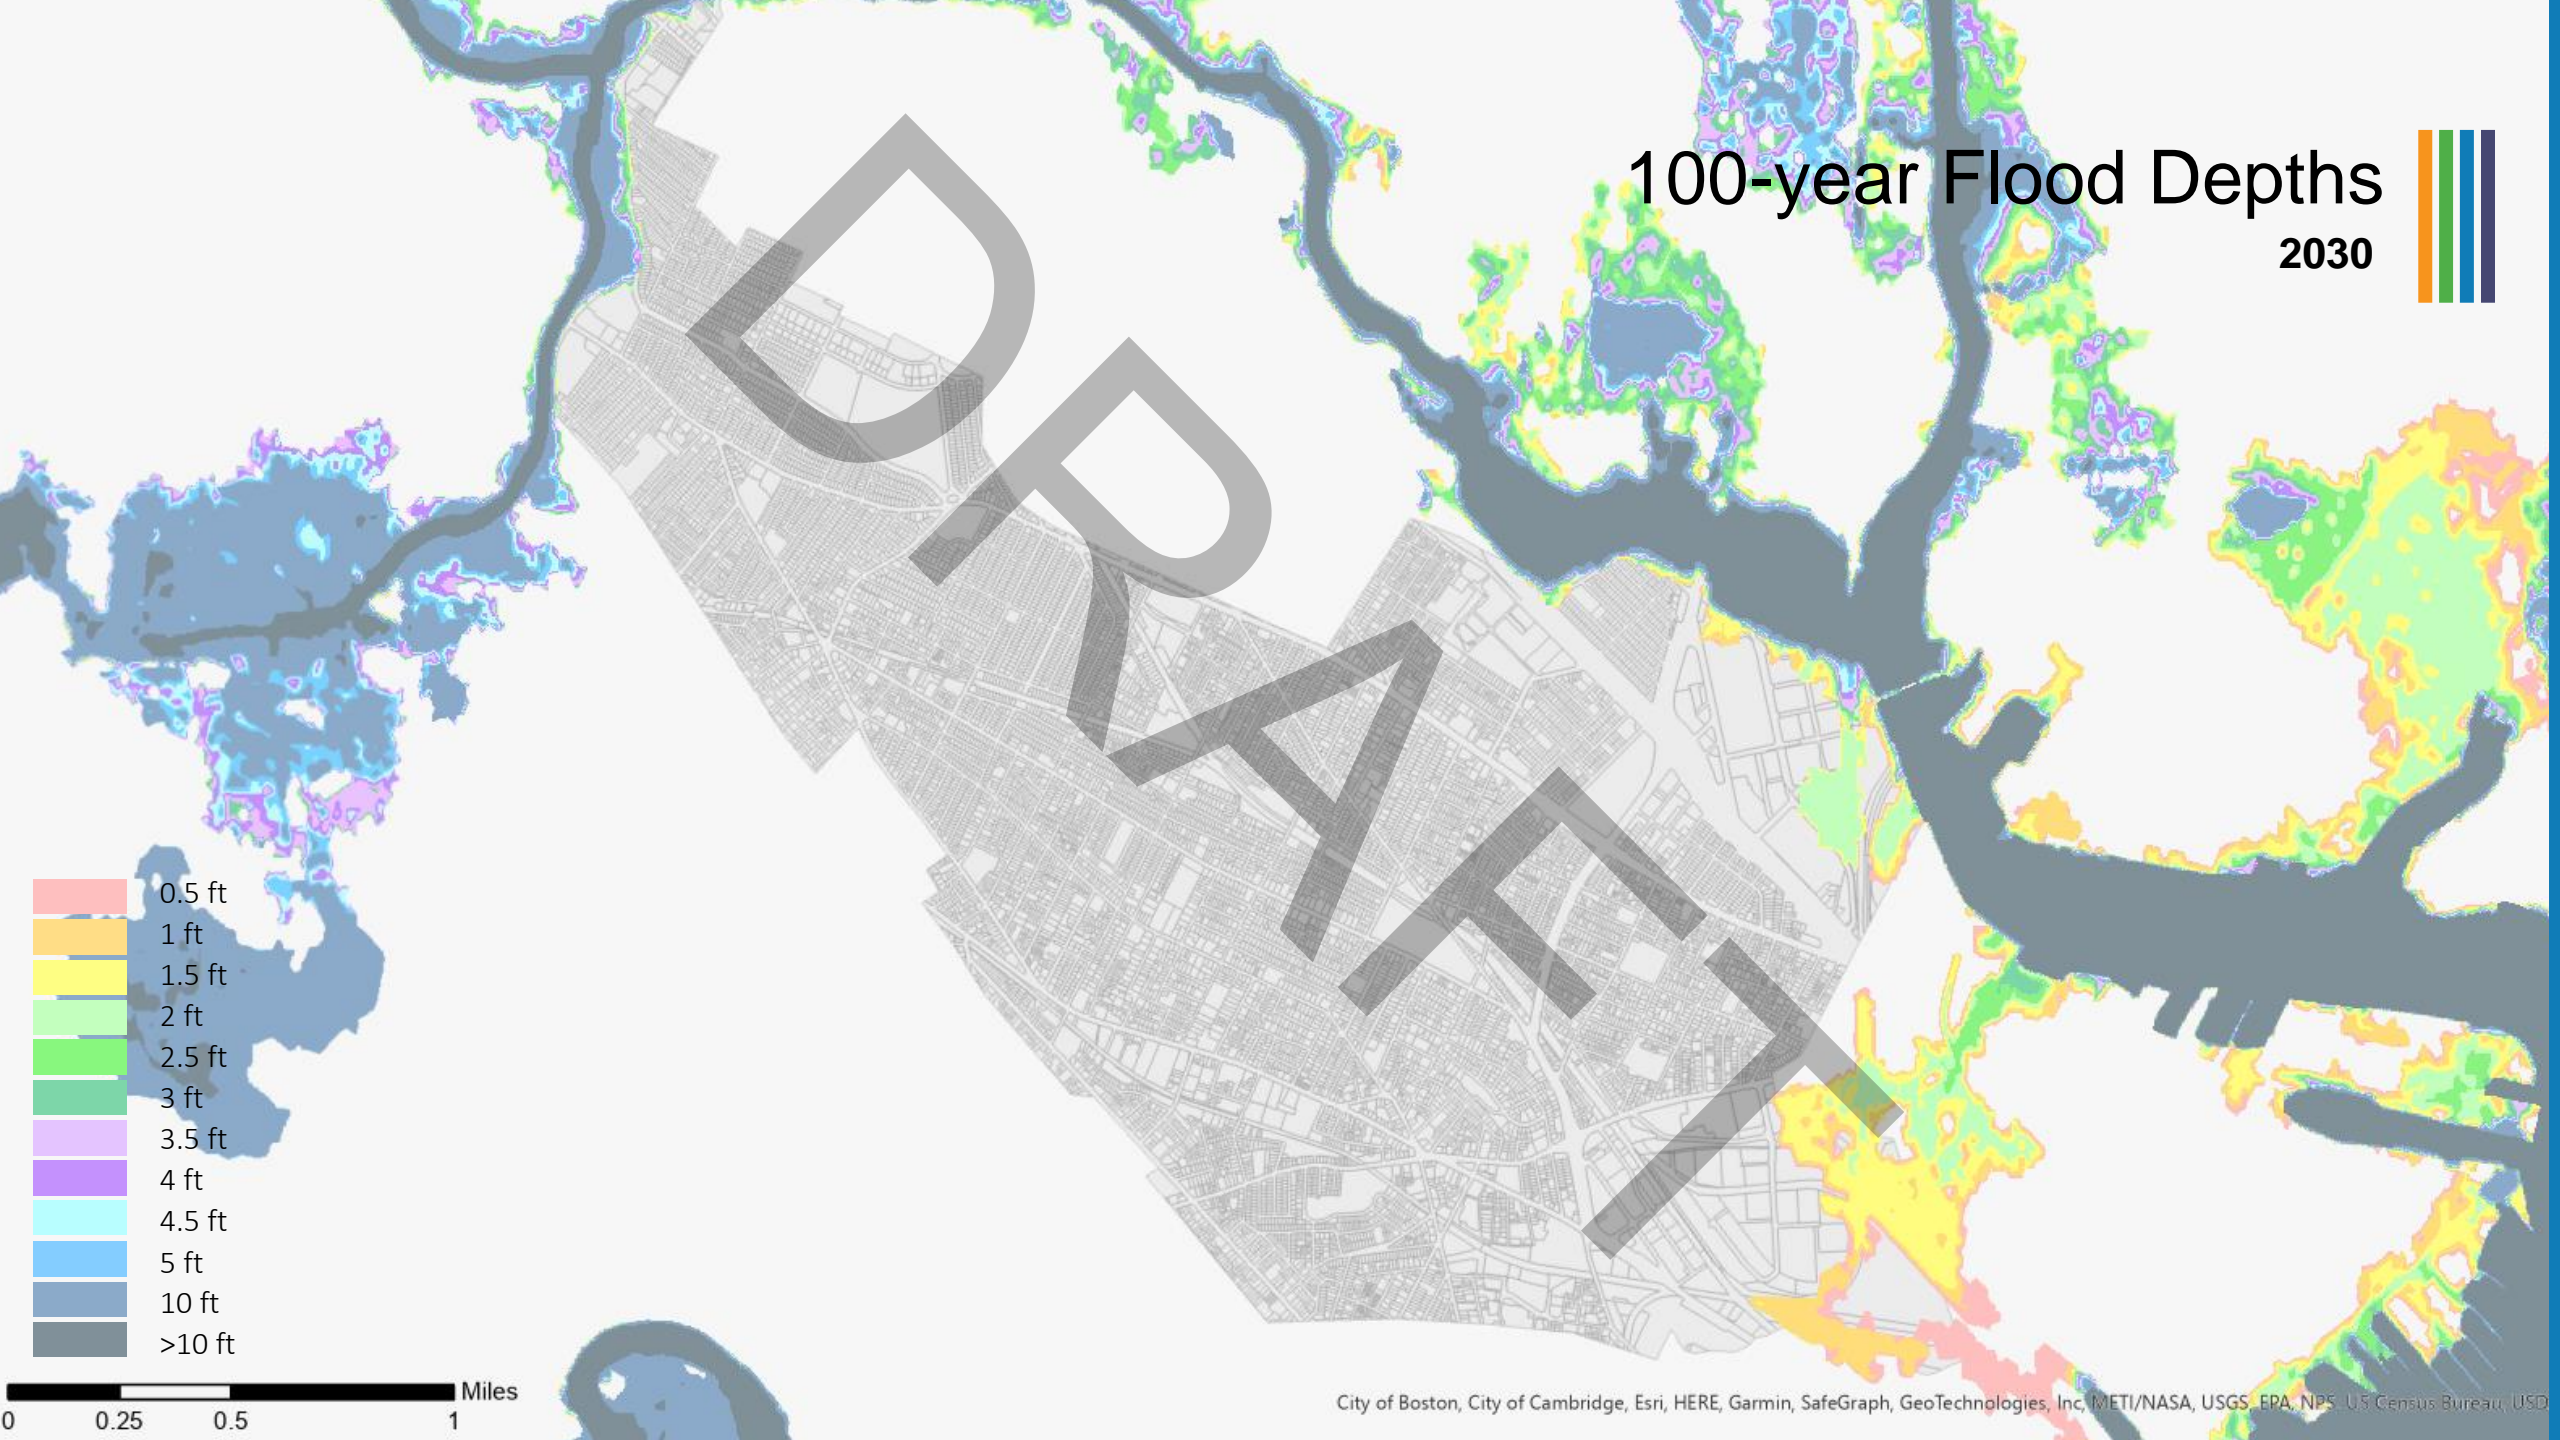 100-year Flood Depths
2030
DRAFT
0.5 ft
1 ft
1.5 ft
2 ft
2.5 ft
3 ft
3.5 ft
4 ft
4.5 ft
5 ft
10 ft
>10 ft
Miles
0 0.25 0.5 1
City of Boston, City of Cambridge, Esri, HERE, Garmin, SafeGraph, GeoTechnologies, Inc, METI/NASA, USGS, EPA, NPS, US Census Bureau, USD